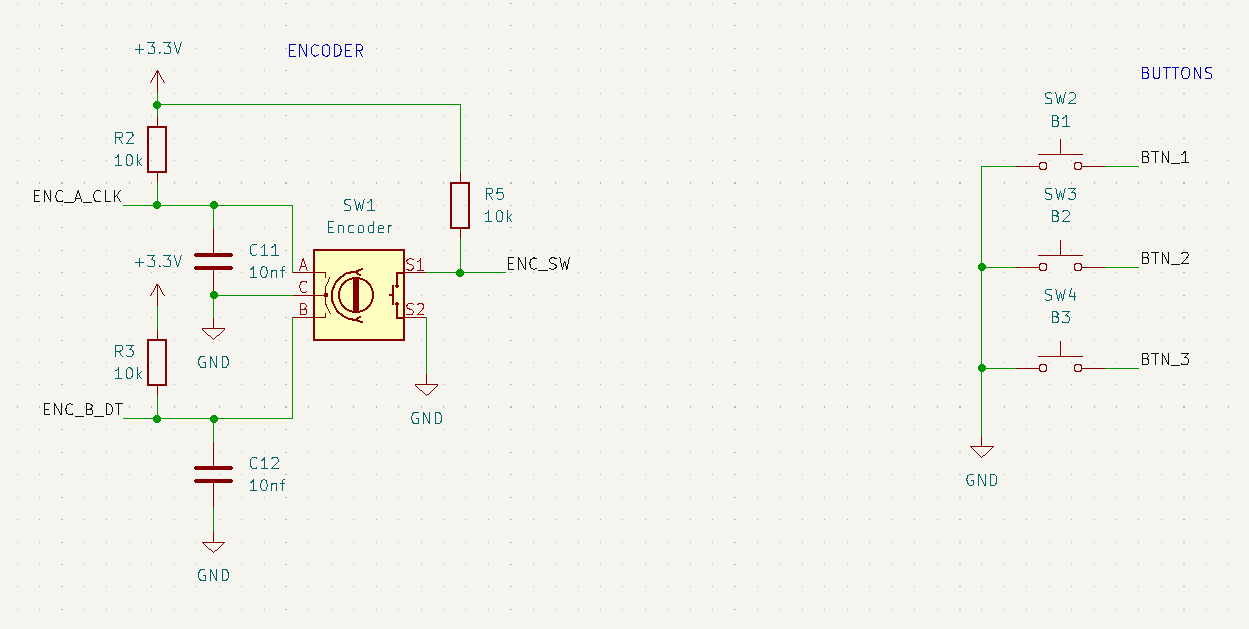 +3.3V
ENCODER
R2
10k
ENC_A_CLK
C11
10nf
+3.3V
GND
R3
10k
ENC_B_DT
C12
10nf
GND
SW1
Encoder
A
C
B
S1
S2
R5
10k
ENC_SW
GND
BUTTONS
SW2
B1
BTN_1
SW3
B2
BTN_2
SW4
B3
BTN_3
GND